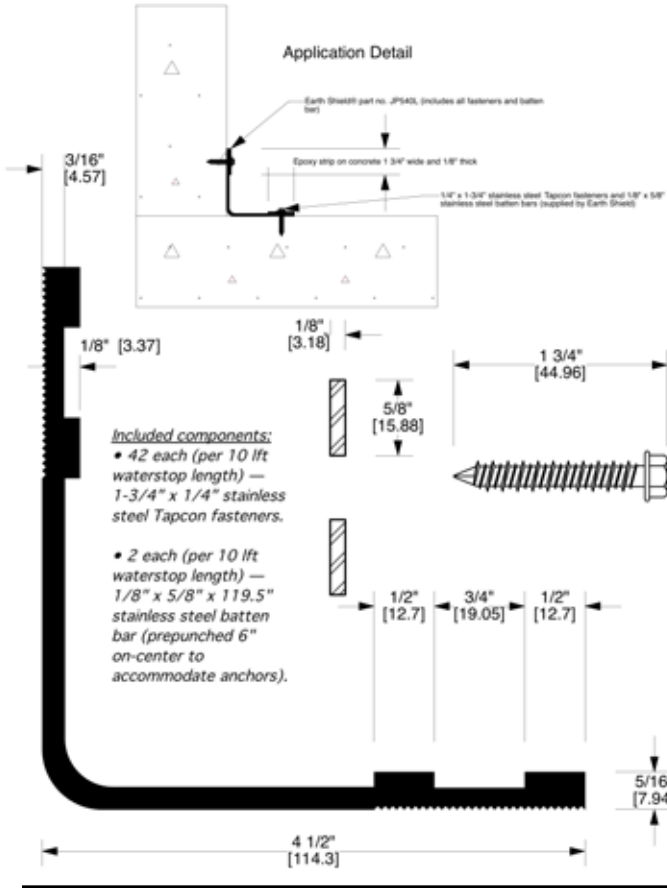 Application Detail
Earth Shield® part no. JP540L (includes all fasteners and batten
bar)
3/16"
[4.57]
Epoxy strip on concrete 1 3/4" wide and 1/8" thick
1/4" x 1-3/4" stainless steel Tapcon fasteners and 1/8" x 5/8"
stainless steel batten bars (supplied by Earth Shield)
1/8" [3.37]
1/8"
[3.18]
1 3/4"
[44.96]
5/8"
[15.88]
Included components:
• 42 each (per 10 lft
waterstop length) —
1-3/4" x 1/4" stainless
steel Tapcon fasteners.
• 2 each (per 10 lft
waterstop length) —
1/8" x 5/8" x 119.5"
stainless steel batten
bar (prepunched 6"
on-center to
accommodate anchors).
1/2"
[12.7]
3/4"
[19.05]
1/2"
[12.7]
5/16
[7.94
4 1/2"
[114.3]